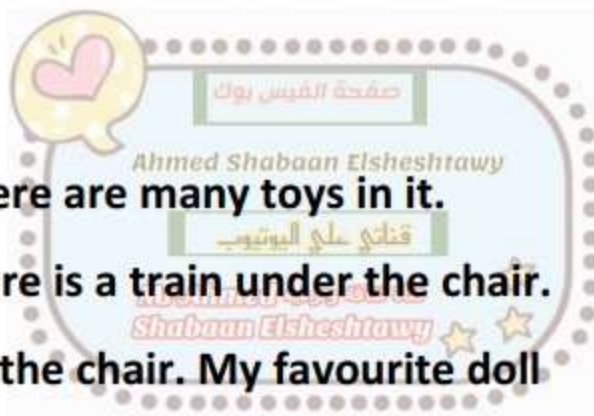 صفحة الفيس بوك
Ahmed Shabaan Elsheshtawy
ere are many toys in it.
قناتي علي اليوتيوب
re is a train under the chair.
Shabaan Elsheshtawy
the chair. My favourite doll